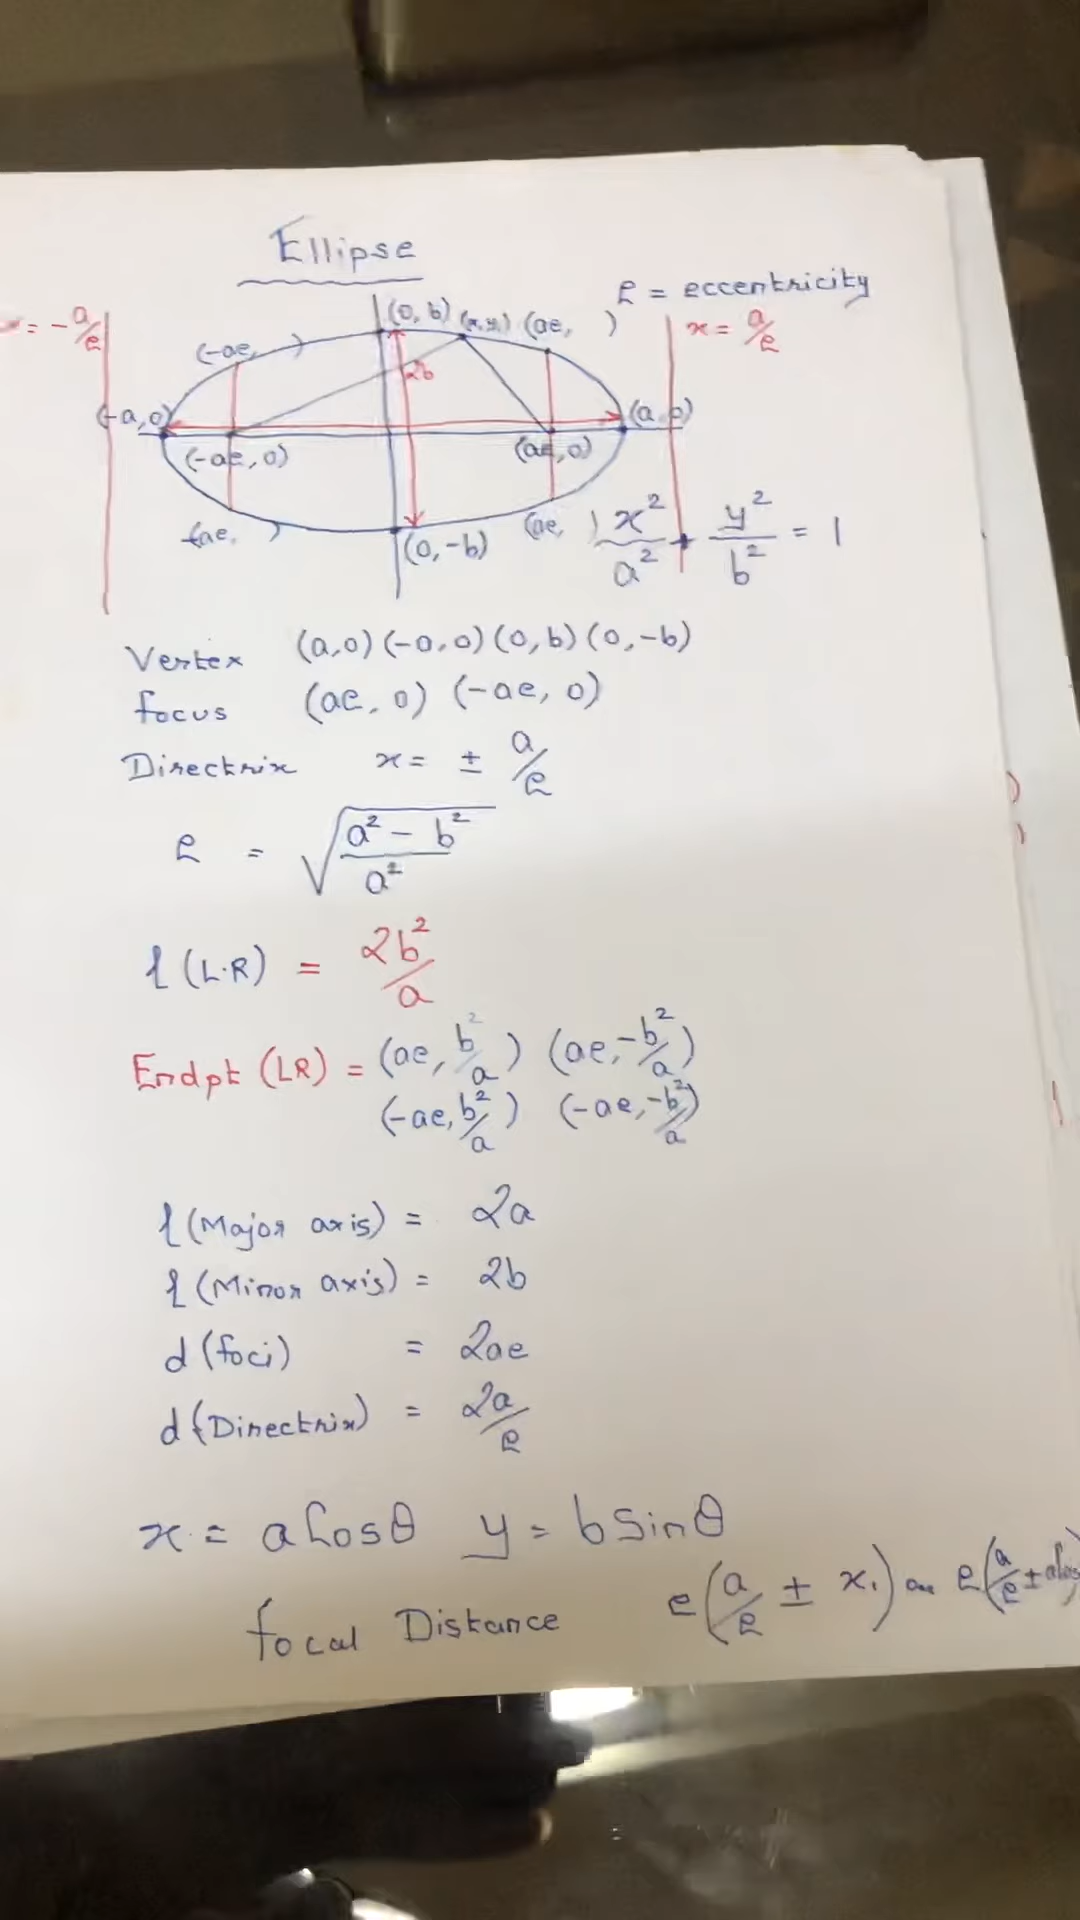 Ellipse
e = eccentricity
x = -a/e
(0, b) (x, y₁) (ae, )
x = a/e
(-ae, )
2b
(-a,0)
(a,0)
(-ae,0)
(ae,0)
(ae, )
(0,-b)
(ae, )
x²/a² + y²/b² = 1
Vertex (a,0) (-a,0) (0,b) (0,-b)
focus (ae,0) (-ae,0)
Directrix x = ± a/e
e = √(a² - b²/a²)
l (L.R) = 2b²/a
Endpt (LR) = (ae, b²/a) (ae, -b²/a)
(-ae, b²/a) (-ae, -b²/a)
l (Major axis) = 2a
l (Minor axis) = 2b
d (foci) = 2ae
d (Directrix) = 2a/e
x = a Cosθ y = b Sinθ
focal Distance e(a/e ± x₁) or e(a/e ±